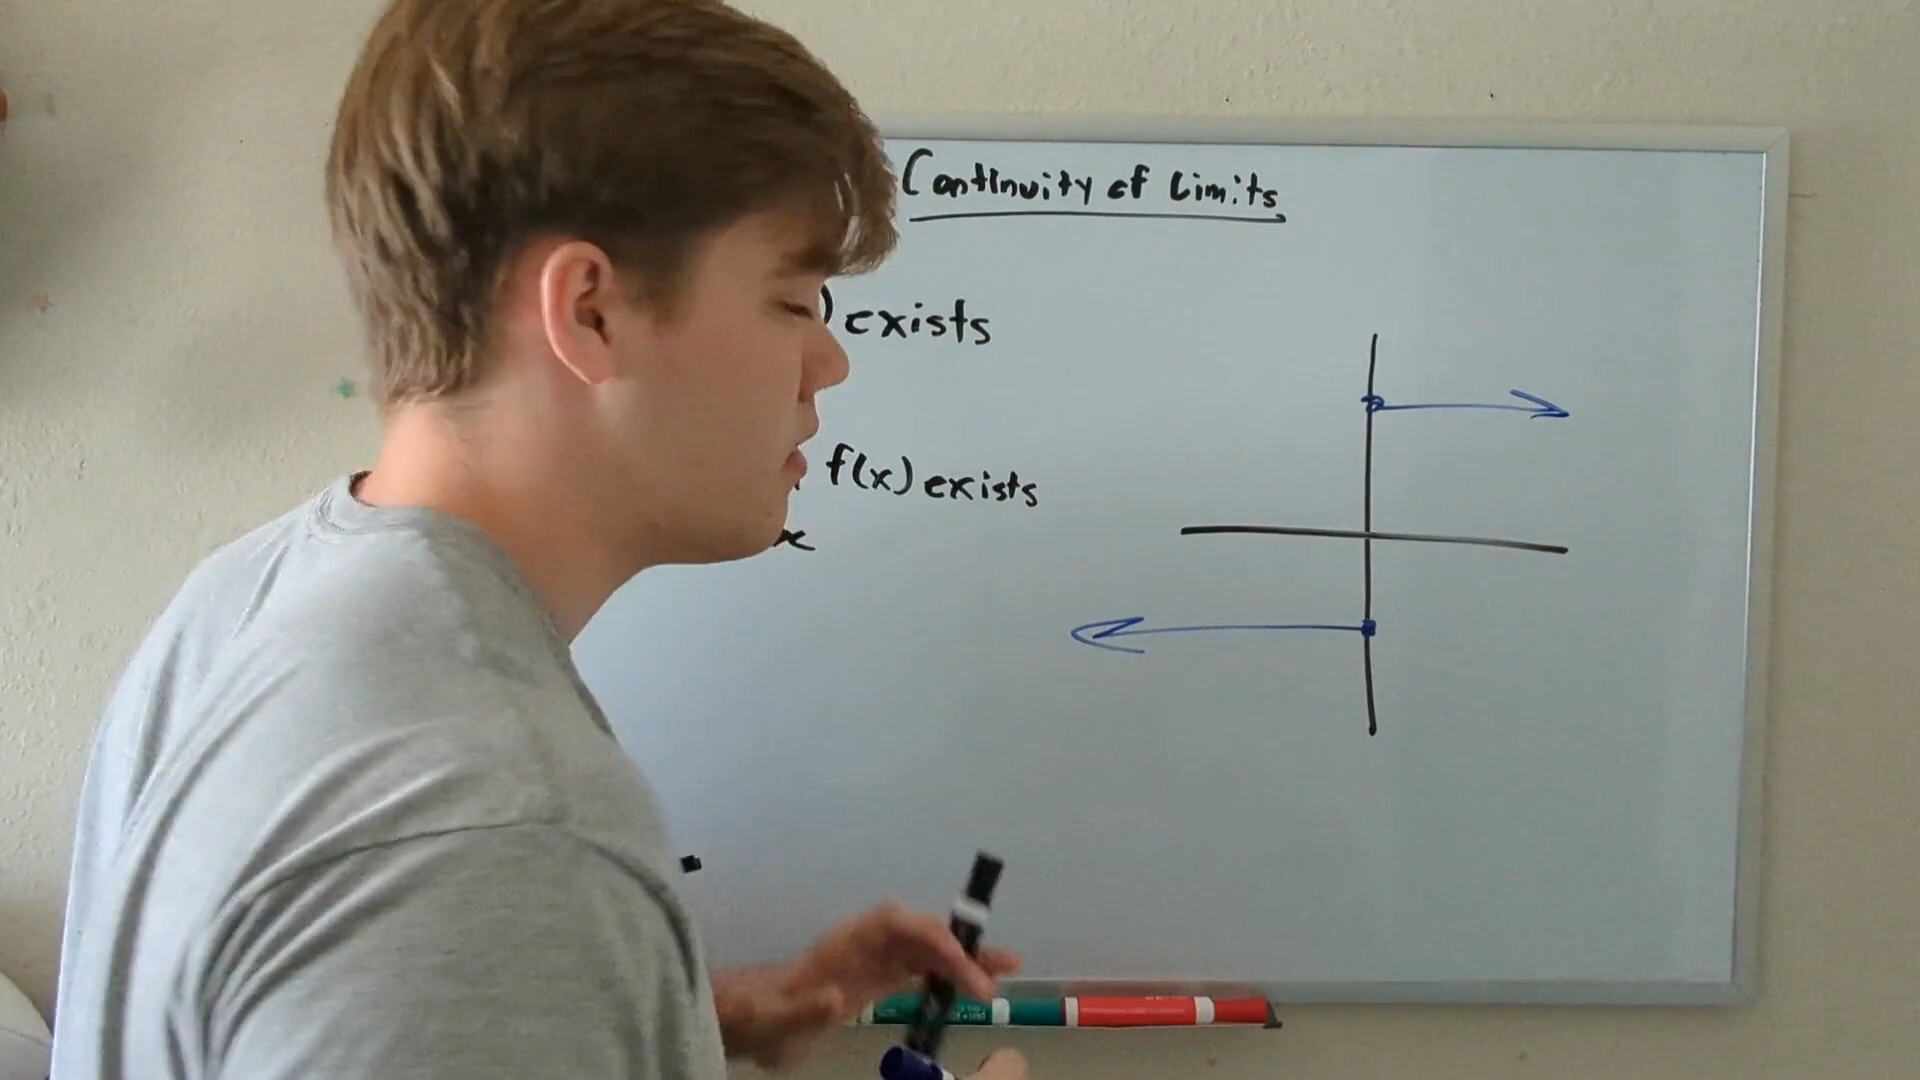 Continuity of Limits
) exists
f(x) exists